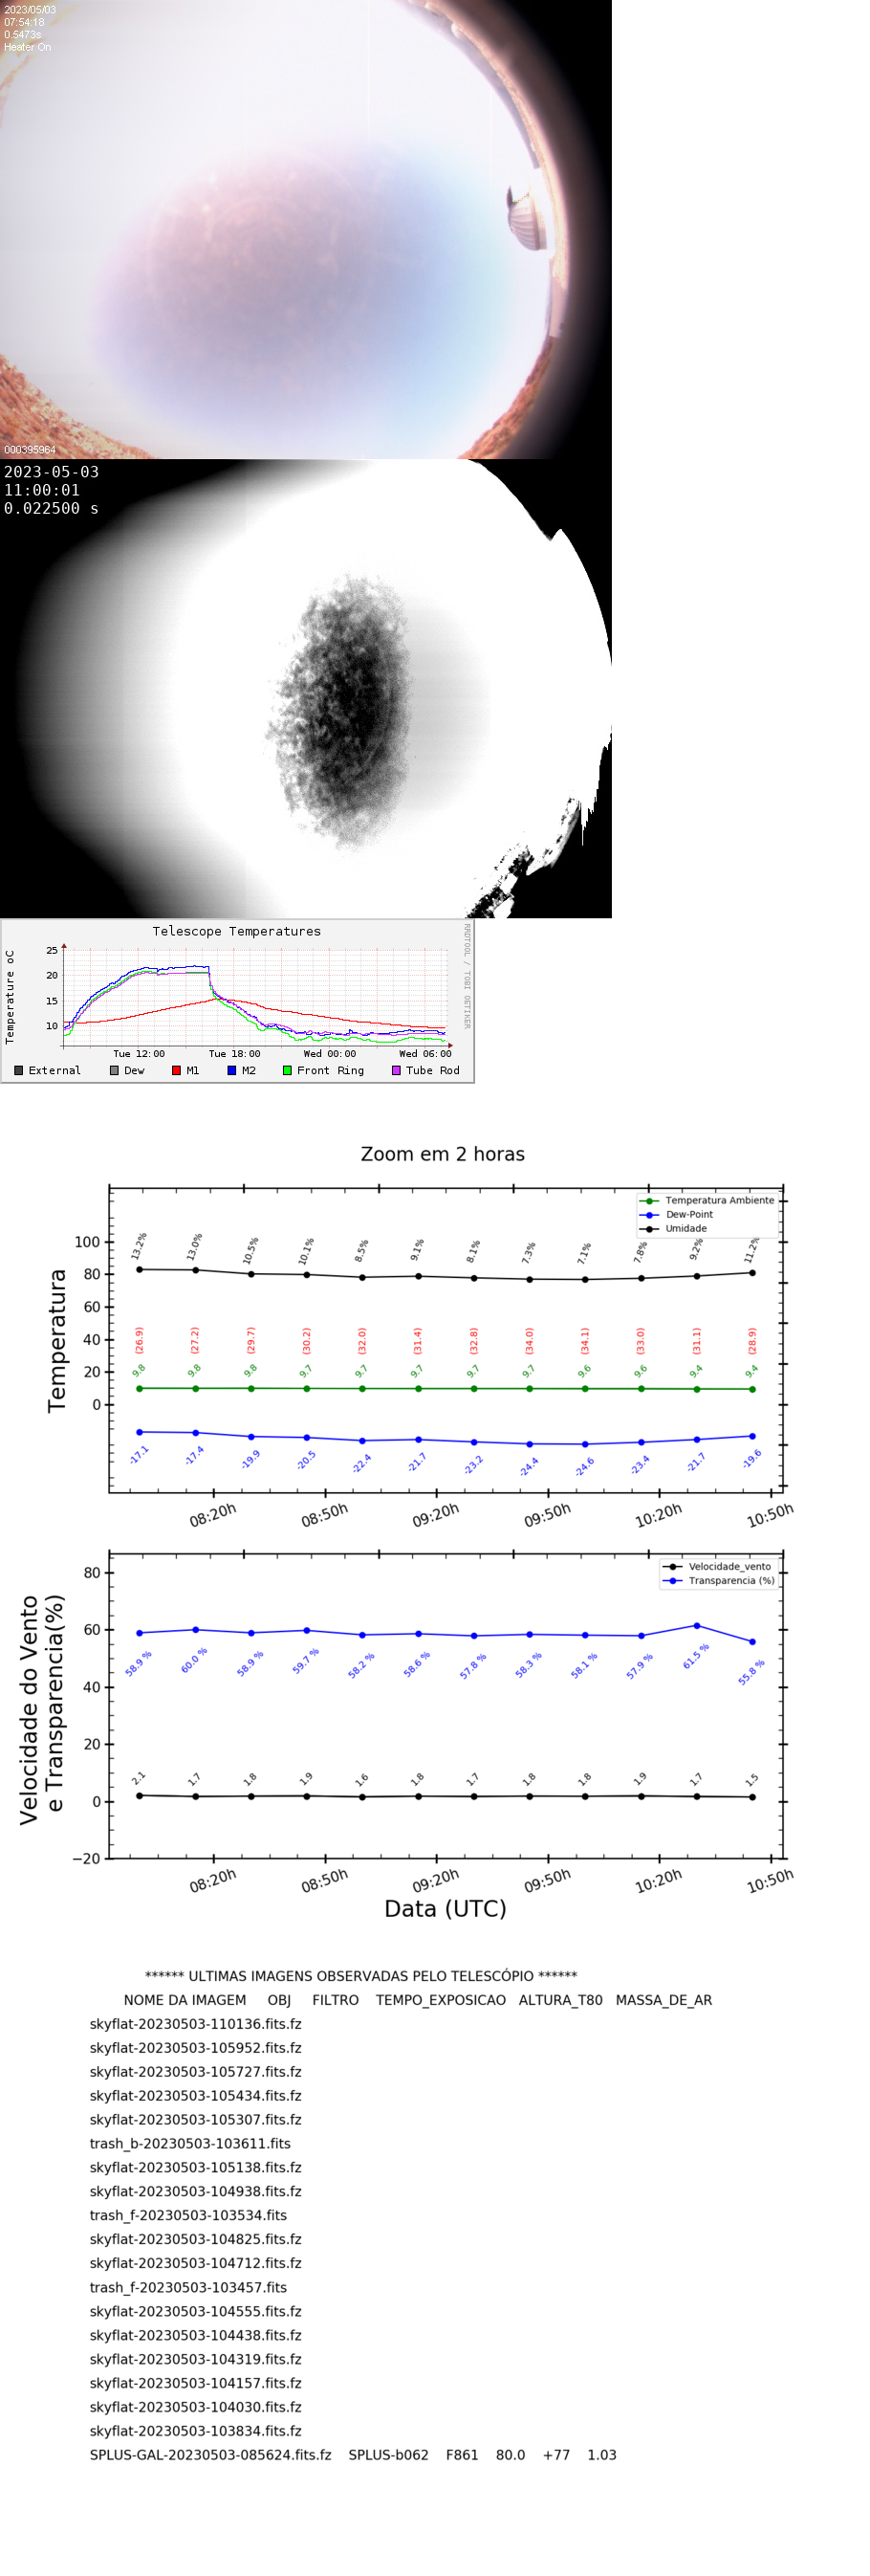 2023/05/03
07:54:18
0.5473s
Heater On
000395964
2023-05-03
11:00:01
0.022500 s
Telescope Temperatures
RRDTOOL / TOBI OETIKER
Temperature oC
25
20
15
10
Tue 12:00 Tue 18:00 Wed 00:00 Wed 06:00
External Dew M1 M2 Front Ring Tube Rod
Zoom em 2 horas
Temperatura Ambiente
Dew-Point
Umidade
Temperatura
100
80
60
40
20
0
13.2% 13.0% 10.5% 10.1% 8.5% 9.1% 8.1% 7.3% 7.1% 7.8% 9.2% 11.2%
(26.9) (27.2) (29.7) (30.2) (32.0) (31.4) (32.8) (34.0) (34.1) (33.0) (31.1) (28.9)
9.8 9.8 9.8 9.7 9.7 9.7 9.7 9.7 9.6 9.6 9.4 9.4
-17.1 -17.4 -19.9 -20.5 -22.4 -21.7 -23.2 -24.4 -24.6 -23.4 -21.7 -19.6
08:20h 08:50h 09:20h 09:50h 10:20h 10:50h
Velocidade_vento
Transparencia (%)
Velocidade do Vento
e Transparencia(%)
80
60
40
20
0
−20
58.9 % 60.0 % 58.9 % 59.7 % 58.2 % 58.6 % 57.8 % 58.3 % 58.1 % 57.9 % 61.5 % 55.8 %
2.1 1.7 1.8 1.9 1.6 1.8 1.7 1.8 1.8 1.9 1.7 1.5
08:20h 08:50h 09:20h 09:50h 10:20h 10:50h
Data (UTC)
****** ULTIMAS IMAGENS OBSERVADAS PELO TELESCÓPIO ******
NOME DA IMAGEM OBJ FILTRO TEMPO_EXPOSICAO ALTURA_T80 MASSA_DE_AR
skyflat-20230503-110136.fits.fz
skyflat-20230503-105952.fits.fz
skyflat-20230503-105727.fits.fz
skyflat-20230503-105434.fits.fz
skyflat-20230503-105307.fits.fz
trash_b-20230503-103611.fits
skyflat-20230503-105138.fits.fz
skyflat-20230503-104938.fits.fz
trash_f-20230503-103534.fits
skyflat-20230503-104825.fits.fz
skyflat-20230503-104712.fits.fz
trash_f-20230503-103457.fits
skyflat-20230503-104555.fits.fz
skyflat-20230503-104438.fits.fz
skyflat-20230503-104319.fits.fz
skyflat-20230503-104157.fits.fz
skyflat-20230503-104030.fits.fz
skyflat-20230503-103834.fits.fz
SPLUS-GAL-20230503-085624.fits.fz SPLUS-b062 F861 80.0 +77 1.03